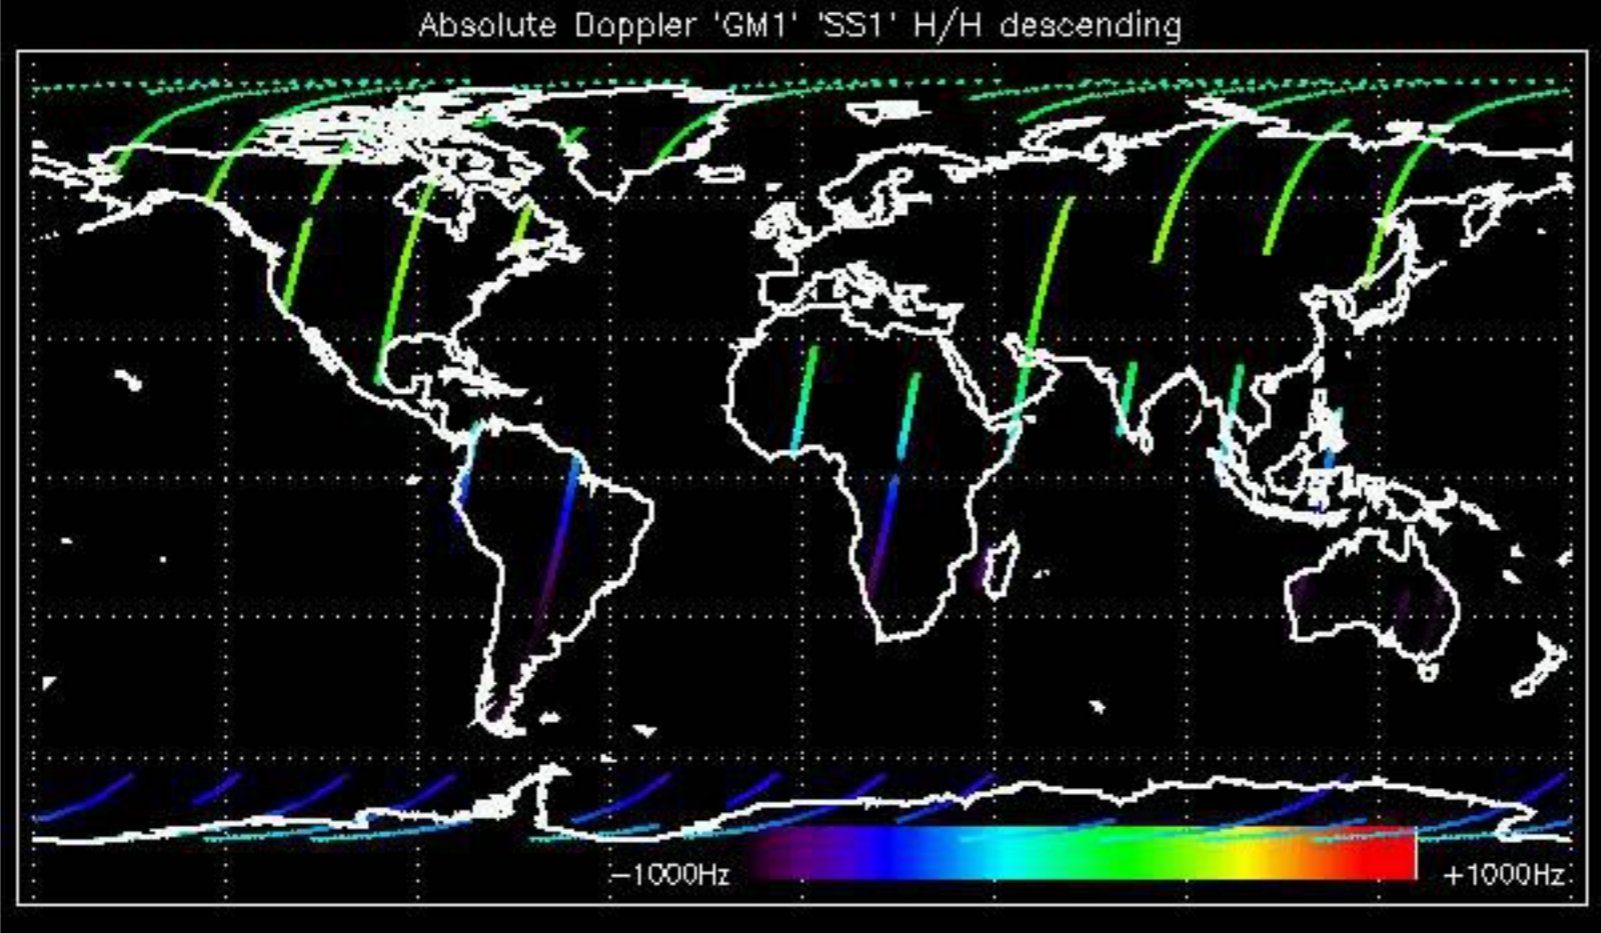 Absolute Doppler 'GM1' 'SS1' H/H descending
−1000Hz +1000Hz